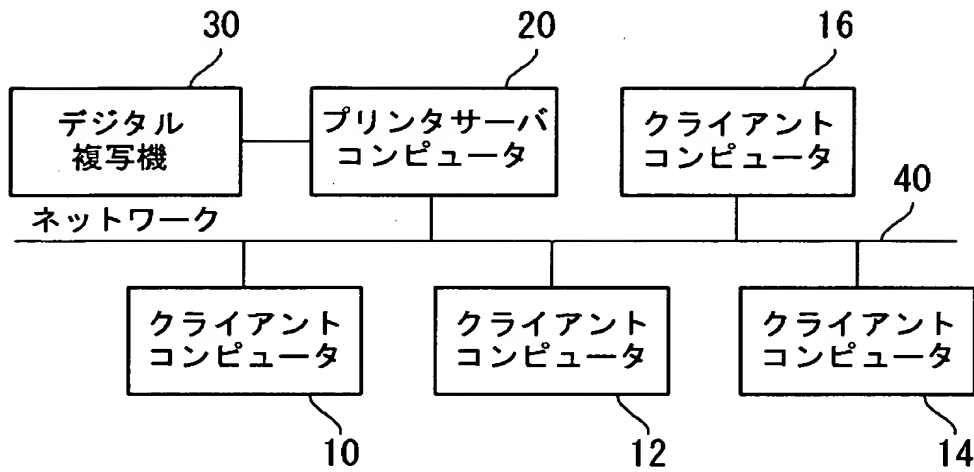 30
20
16
デジタル
複写機
プリンタサーバ
コンピュータ
クライアント
コンピュータ
40
ネットワーク
クライアント
コンピュータ
クライアント
コンピュータ
クライアント
コンピュータ
10
12
14